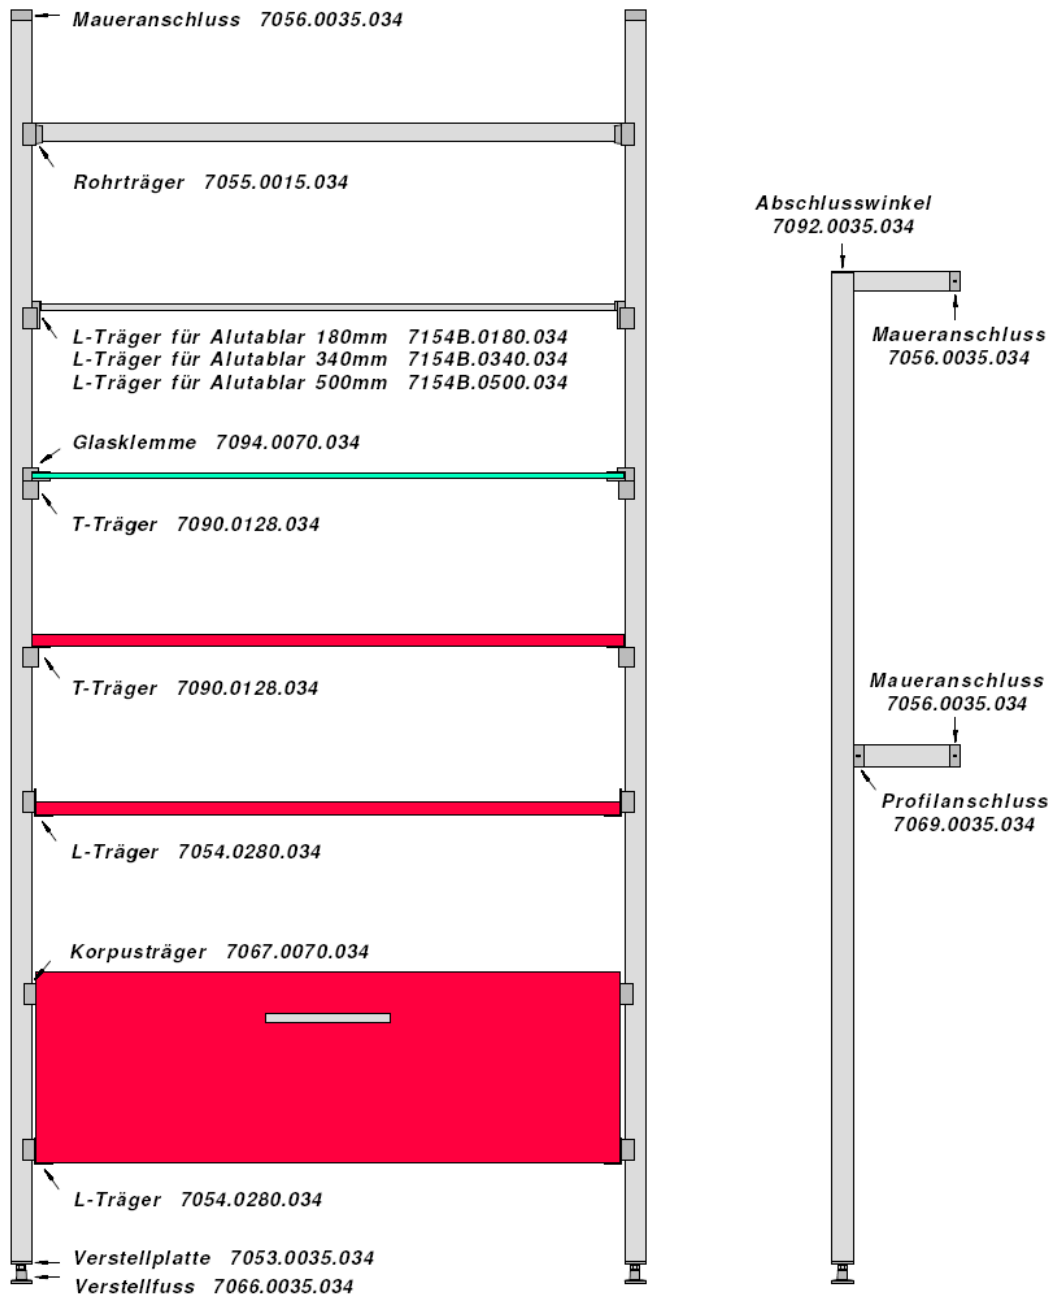 Maueranschluss 7056.0035.034
Rohrträger 7055.0015.034
L-Träger für Alutablar 180mm 7154B.0180.034
L-Träger für Alutablar 340mm 7154B.0340.034
L-Träger für Alutablar 500mm 7154B.0500.034
Glasklemme 7094.0070.034
T-Träger 7090.0128.034
T-Träger 7090.0128.034
L-Träger 7054.0280.034
Korpusträger 7067.0070.034
L-Träger 7054.0280.034
Verstellplatte 7053.0035.034
Verstellfuss 7066.0035.034
Abschlusswinkel
7092.0035.034
Maueranschluss
7056.0035.034
Maueranschluss
7056.0035.034
Profilanschluss
7069.0035.034